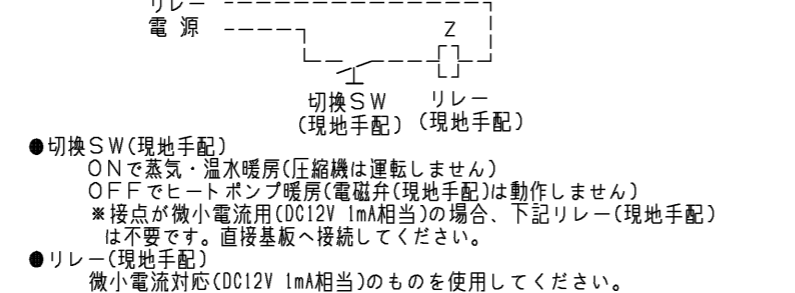 リレー
電 源
Z
切換SW リレー
(現地手配) (現地手配)
●切換SW(現地手配)
ONで蒸気・温水暖房(圧縮機は運転しません)
OFFでヒートポンプ暖房(電磁弁(現地手配)は動作しません)
※接点が微小電流用(DC12V 1mA相当)の場合、下記リレー(現地手配)
は不要です。直接基板へ接続してください。
●リレー(現地手配)
微小電流対応(DC12V 1mA相当)のものを使用してください。